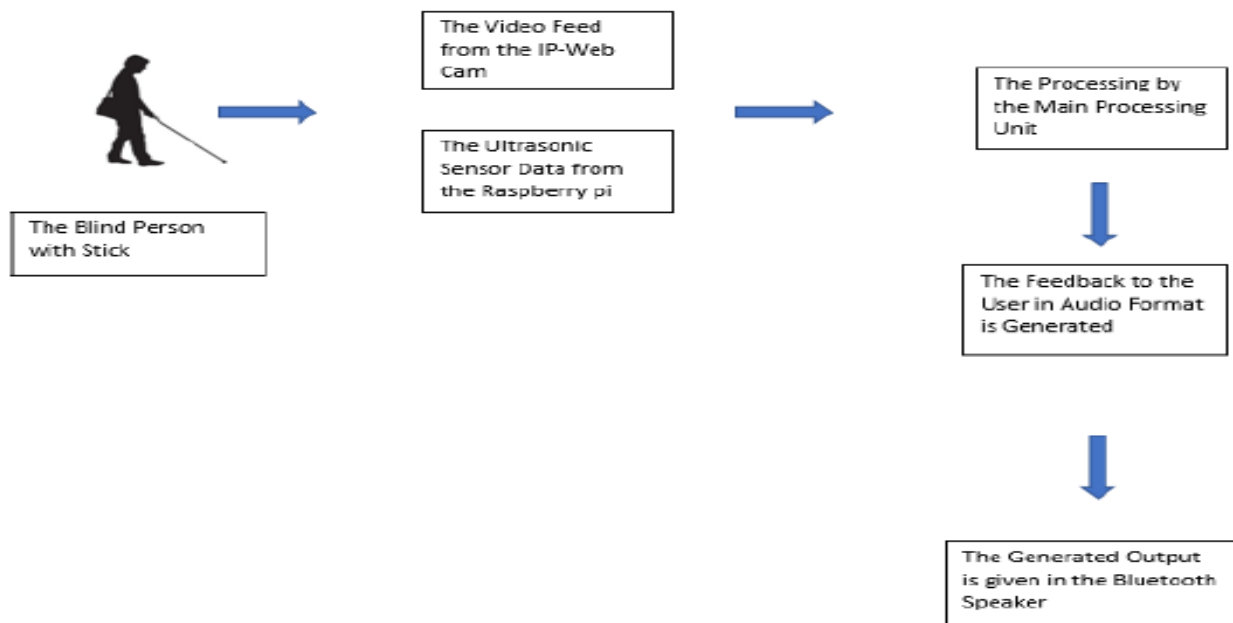 The Video Feed
from the IP-Web
Cam
The Processing by
the Main Processing
Unit
The Ultrasonic
Sensor Data from
the Raspberry pi
The Blind Person
with Stick
The Feedback to the
User in Audio Format
is Generated
The Generated Output
is given in the Bluetooth
Speaker